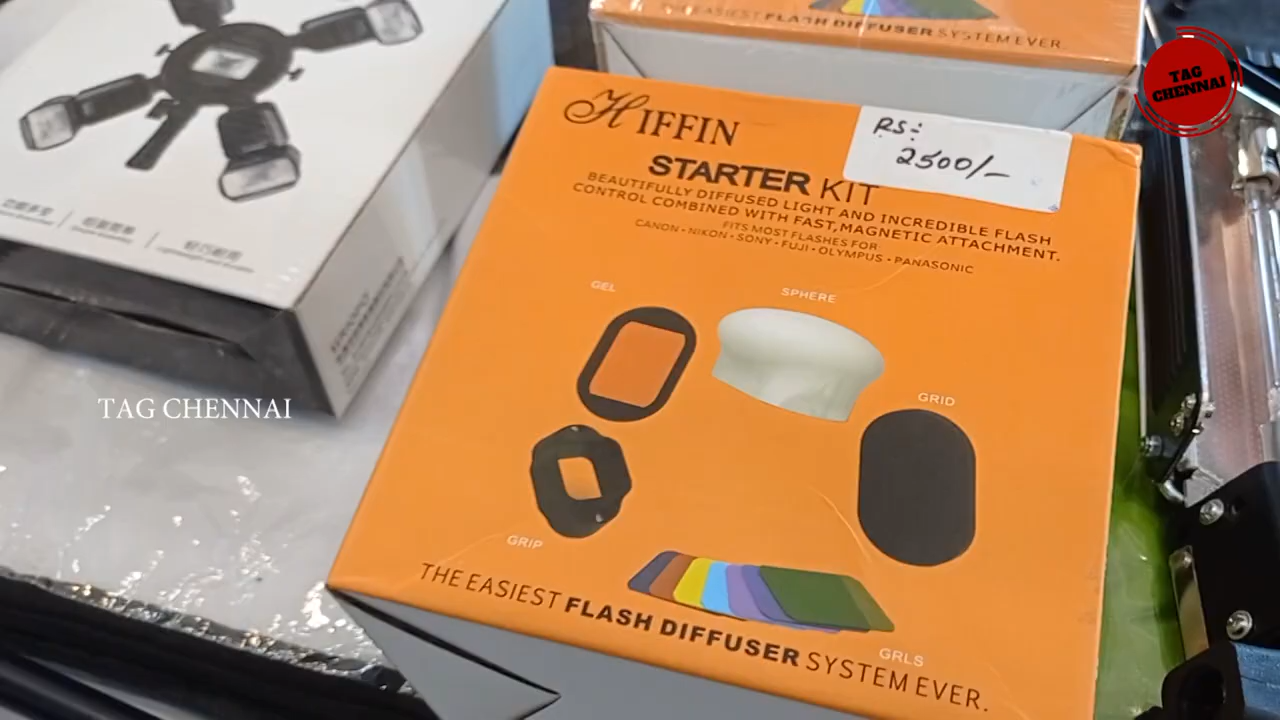 THE EASIEST FLASH DIFFUSER SYSTEM EVER.
TAG
CHENNAI
HIFFIN
RS:
2500/-
STARTER KIT
BEAUTIFULLY DIFFUSED LIGHT AND INCREDIBLE FLASH
CONTROL COMBINED WITH FAST, MAGNETIC ATTACHMENT.
FITS MOST FLASHES FOR:
CANON • NIKON • SONY • FUJI • OLYMPUS • PANASONIC
GEL
SPHERE
GRID
TAG CHENNAI
GRIP
THE EASIEST FLASH DIFFUSER SYSTEM EVER.
GRLS